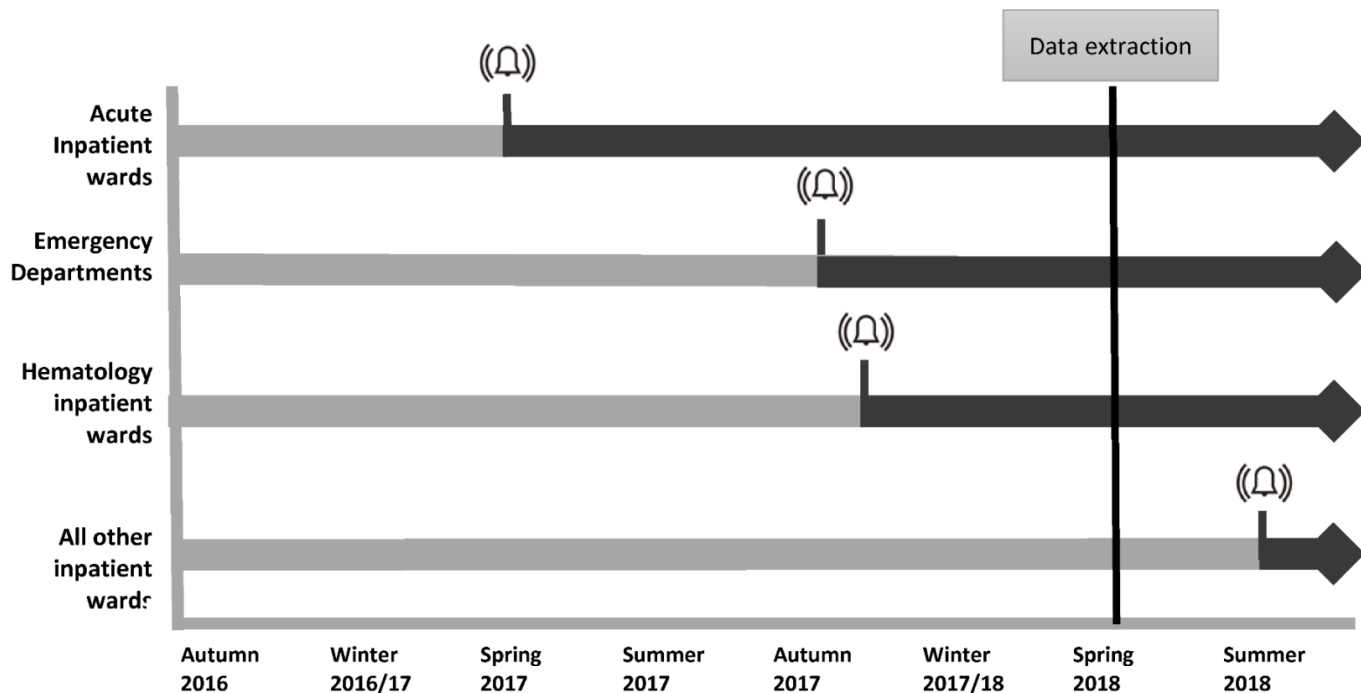 Data extraction
Acute
Inpatient
wards
Emergency
Departments
Hematology
inpatient
wards
All other
inpatient
wards
Autumn
2016
Winter
2016/17
Spring
2017
Summer
2017
Autumn
2017
Winter
2017/18
Spring
2018
Summer
2018